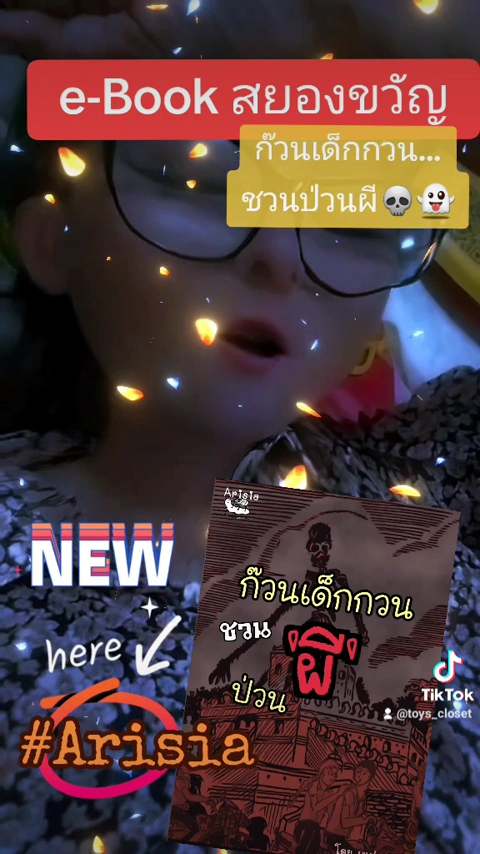 e-Book สยองขวัญ
ก๊วนเด็กกวน...
ชวนป่วนผี💀👻
Arisia
ก๊วนเด็กกวน
ชวน
'ผี'
ป่วน
NEW
here
#Arisia
TikTok
@toys_closet